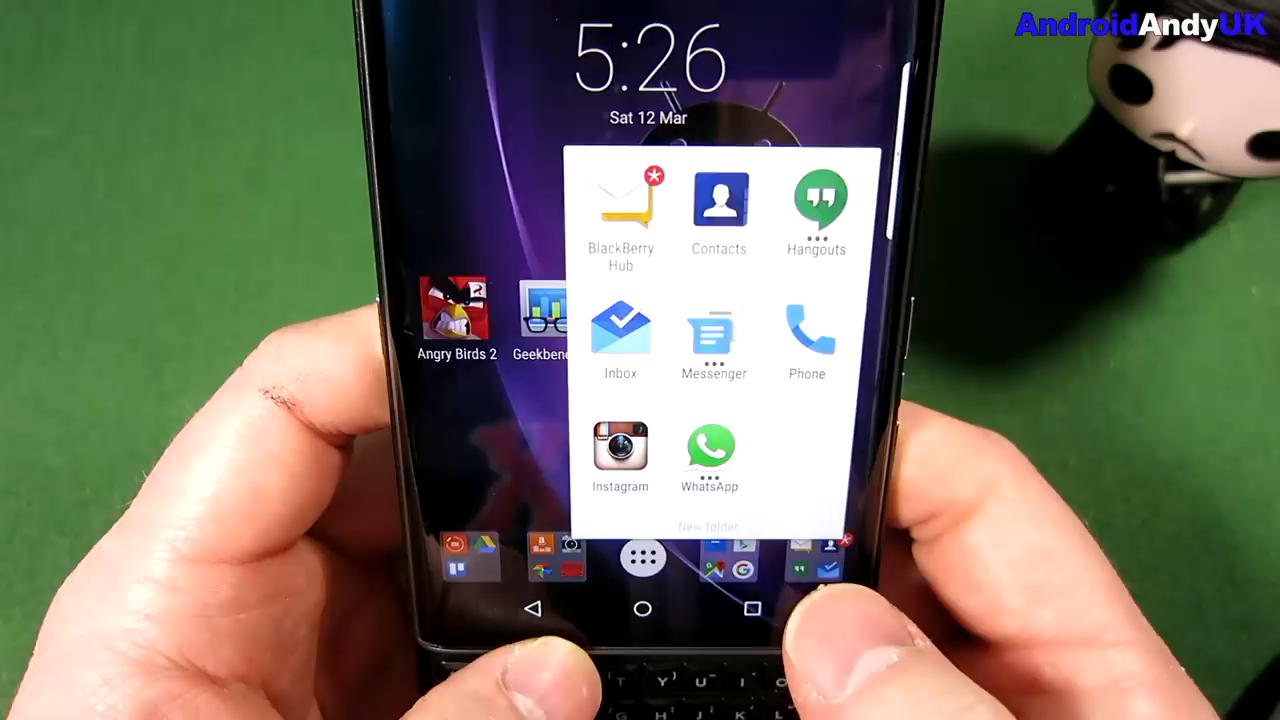 AndroidAndyUK
5:26
Sat 12 Mar
BlackBerry
Hub
Contacts
Hangouts
Angry Birds 2
Geekben
Inbox
Messenger
Phone
Instagram
WhatsApp
New folder
T Y U I O
G H J K L